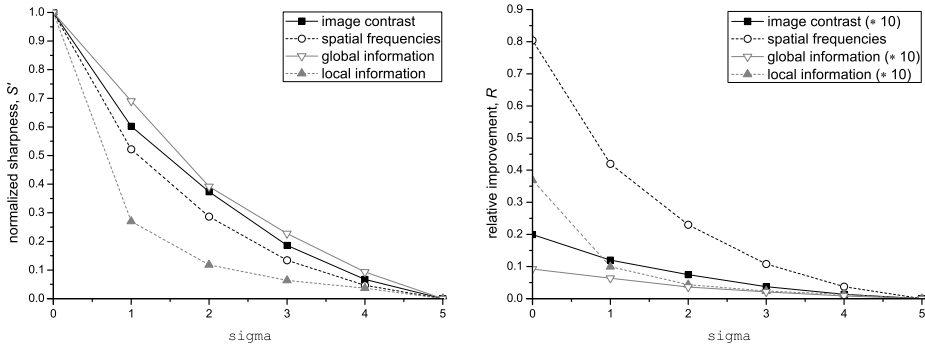 normalized sharpness, S'
1.0
0.9
0.8
0.7
0.6
0.5
0.4
0.3
0.2
0.1
0.0
0 1 2 3 4 5
sigma
image contrast
spatial frequencies
global information
local information
relative improvement, R
0.9
0.8
0.7
0.6
0.5
0.4
0.3
0.2
0.1
0.0
0 1 2 3 4 5
sigma
image contrast (* 10)
spatial frequencies
global information (* 10)
local information (* 10)